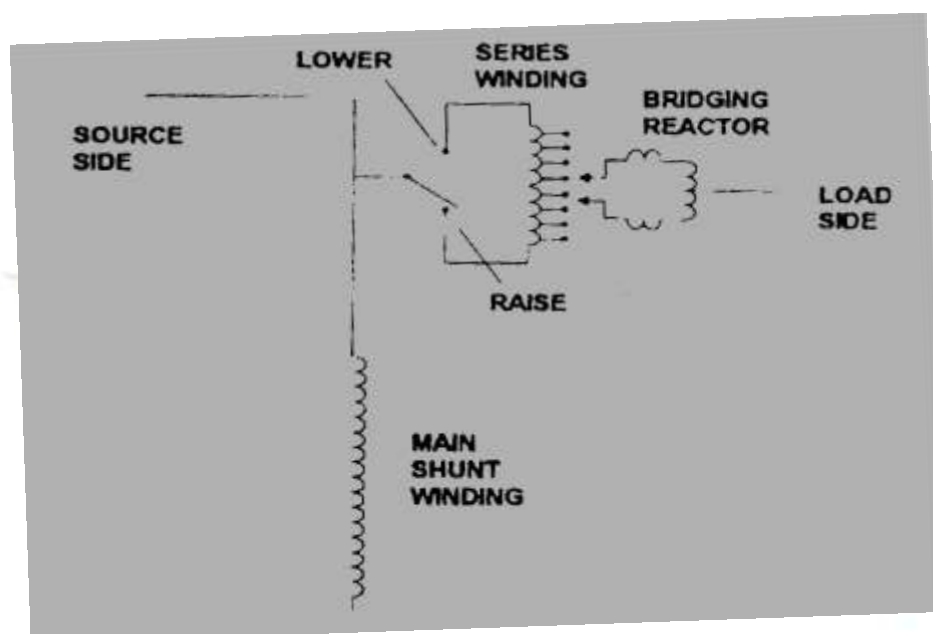 LOWER
SERIES
WINDING
BRIDGING
REACTOR
SOURCE
SIDE
LOAD
SIDE
RAISE
MAIN
SHUNT
WINDING